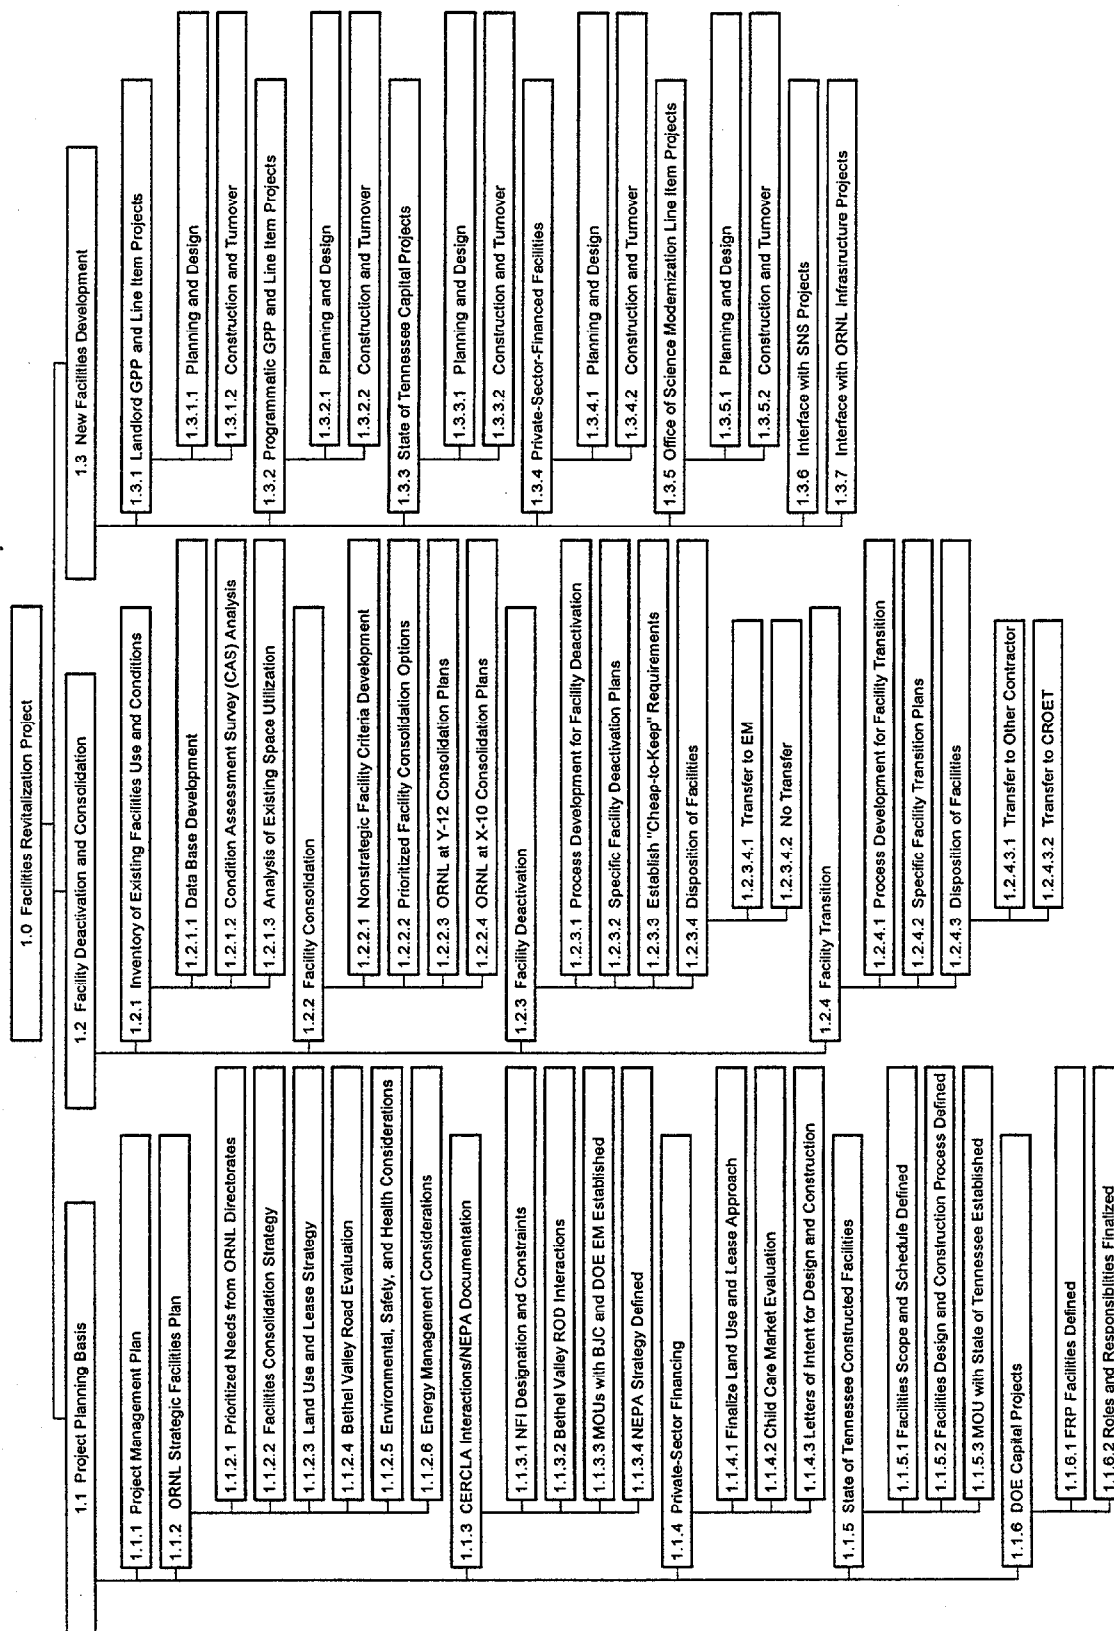 1.0 Facilities Revitalization Project
1.1 Project Planning Basis
1.1.1 Project Management Plan
1.1.2 ORNL Strategic Facilities Plan
1.1.2.1 Prioritized Needs from ORNL Directorates
1.1.2.2 Facilities Consolidation Strategy
1.1.2.3 Land Use and Lease Strategy
1.1.2.4 Bethel Valley Road Evaluation
1.1.2.5 Environmental, Safety, and Health Considerations
1.1.2.6 Energy Management Considerations
1.1.3 CERCLA Interactions/NEPA Documentation
1.1.3.1 NFI Designation and Constraints
1.1.3.2 Bethel Valley ROD Interactions
1.1.3.3 MOUs with BJC and DOE EM Established
1.1.3.4 NEPA Strategy Defined
1.1.4 Private-Sector Financing
1.1.4.1 Finalize Land Use and Lease Approach
1.1.4.2 Child Care Market Evaluation
1.1.4.3 Letters of Intent for Design and Construction
1.1.5 State of Tennessee Constructed Facilities
1.1.5.1 Facilities Scope and Schedule Defined
1.1.5.2 Facilities Design and Construction Process Defined
1.1.5.3 MOU with State of Tennessee Established
1.1.6 DOE Capital Projects
1.1.6.1 FRP Facilities Defined
1.1.6.2 Roles and Responsibilities Finalized
1.2 Facility Deactivation and Consolidation
1.2.1 Inventory of Existing Facilities Use and Conditions
1.2.1.1 Data Base Development
1.2.1.2 Condition Assessment Survey (CAS) Analysis
1.2.1.3 Analysis of Existing Space Utilization
1.2.2 Facility Consolidation
1.2.2.1 Nonstrategic Facility Criteria Development
1.2.2.2 Prioritized Facility Consolidation Options
1.2.2.3 ORNL at Y-12 Consolidation Plans
1.2.2.4 ORNL at X-10 Consolidation Plans
1.2.3 Facility Deactivation
1.2.3.1 Process Development for Facility Deactivation
1.2.3.2 Specific Facility Deactivation Plans
1.2.3.3 Establish "Cheap-to-Keep" Requirements
1.2.3.4 Disposition of Facilities
1.2.3.4.1 Transfer to EM
1.2.3.4.2 No Transfer
1.2.4 Facility Transition
1.2.4.1 Process Development for Facility Transition
1.2.4.2 Specific Facility Transition Plans
1.2.4.3 Disposition of Facilities
1.2.4.3.1 Transfer to Other Contractor
1.2.4.3.2 Transfer to CROET
1.3 New Facilities Development
1.3.1 Landlord GPP and Line Item Projects
1.3.1.1 Planning and Design
1.3.1.2 Construction and Turnover
1.3.2 Programmatic GPP and Line Item Projects
1.3.2.1 Planning and Design
1.3.2.2 Construction and Turnover
1.3.3 State of Tennessee Capital Projects
1.3.3.1 Planning and Design
1.3.3.2 Construction and Turnover
1.3.4 Private-Sector-Financed Facilities
1.3.4.1 Planning and Design
1.3.4.2 Construction and Turnover
1.3.5 Office of Science Modernization Line Item Projects
1.3.5.1 Planning and Design
1.3.5.2 Construction and Turnover
1.3.6 Interface with SNS Projects
1.3.7 Interface with ORNL Infrastructure Projects